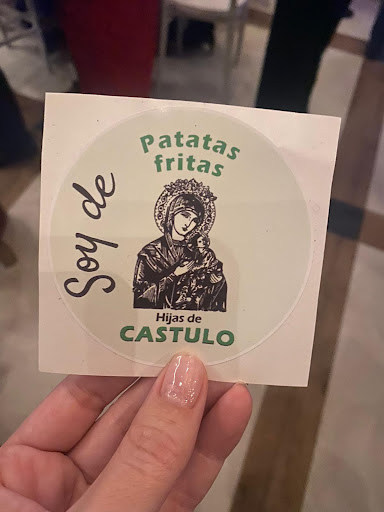 Soy de
Patatas
fritas
Hijas de
CASTULO